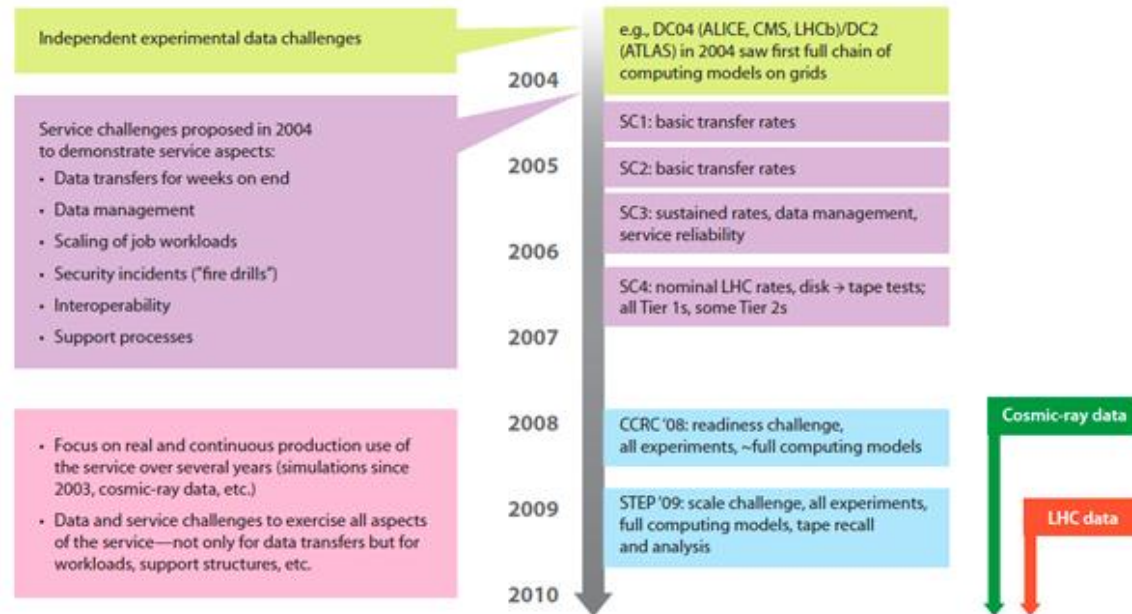 Independent experimental data challenges
e.g., DC04 (ALICE, CMS, LHCb)/DC2
(ATLAS) in 2004 saw first full chain of
computing models on grids
2004
Service challenges proposed in 2004
to demonstrate service aspects:
• Data transfers for weeks on end
• Data management
• Scaling of job workloads
• Security incidents ("fire drills")
• Interoperability
• Support processes
SC1: basic transfer rates
2005
SC2: basic transfer rates
SC3: sustained rates, data management,
service reliability
2006
SC4: nominal LHC rates, disk → tape tests;
all Tier 1s, some Tier 2s
2007
2008
CCRC '08: readiness challenge,
all experiments, ~full computing models
Cosmic-ray data
• Focus on real and continuous production use of
the service over several years (simulations since
2003, cosmic-ray data, etc.)
• Data and service challenges to exercise all aspects
of the service—not only for data transfers but for
workloads, support structures, etc.
2009
STEP '09: scale challenge, all experiments,
full computing models, tape recall
and analysis
LHC data
2010